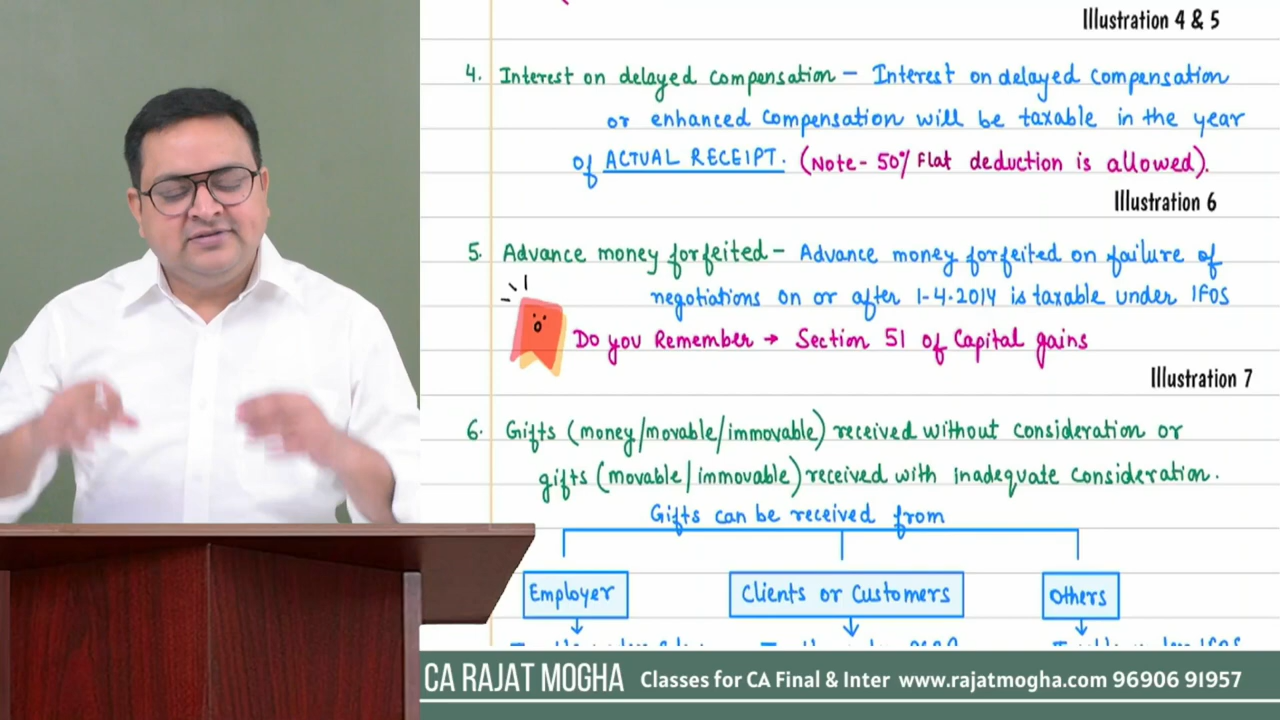 Illustration 4 & 5
4. Interest on delayed compensation – Interest on delayed compensation
or enhanced compensation will be taxable in the year
of ACTUAL RECEIPT. (Note- 50% Flat deduction is allowed).
Illustration 6
5. Advance money forfeited – Advance money forfeited on failure of
negotiations on or after 1-4-2014 is taxable under IFOS
Do you Remember → Section 51 of Capital gains
Illustration 7
6. Gifts (money/movable/immovable) received without consideration or
gifts (movable/immovable) received with inadequate consideration.
Gifts can be received from
Employer Clients or Customers Others
CA RAJAT MOGHA Classes for CA Final & Inter www.rajatmogha.com 96906 91957